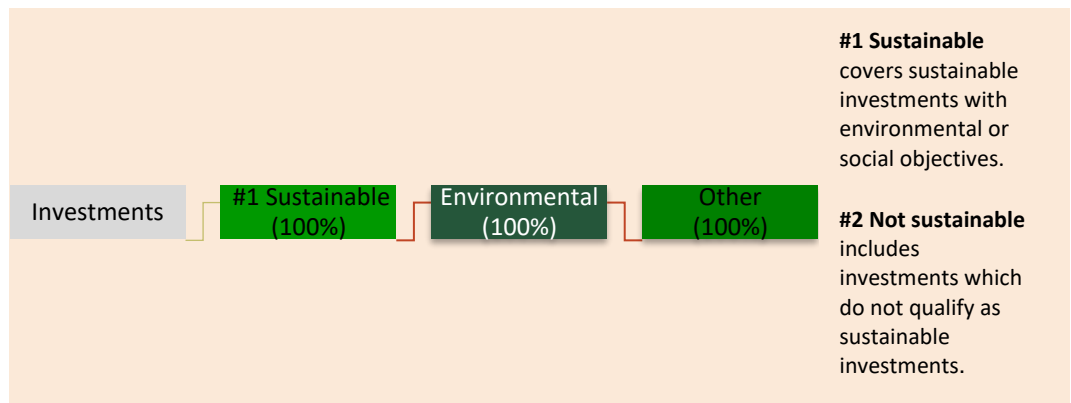 Investments
#1 Sustainable
(100%)
Environmental
(100%)
Other
(100%)
#1 Sustainable
covers sustainable
investments with
environmental or
social objectives.
#2 Not sustainable
includes
investments which
do not qualify as
sustainable
investments.